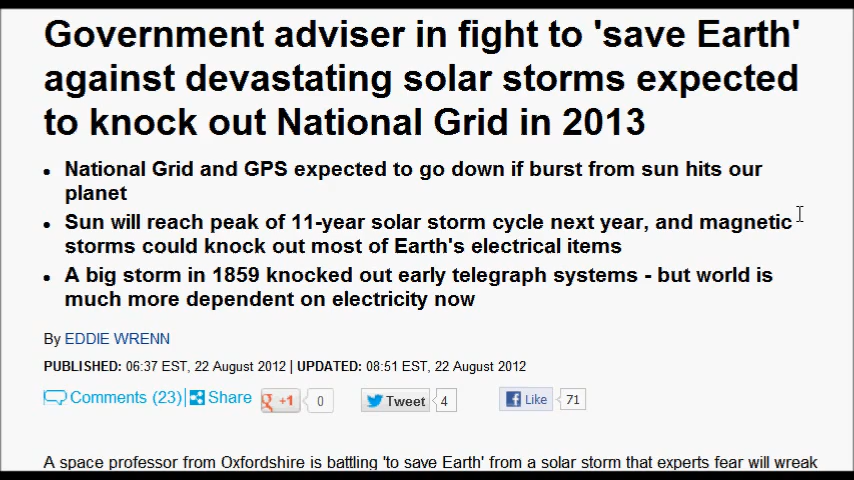 Government adviser in fight to 'save Earth'
against devastating solar storms expected
to knock out National Grid in 2013
• National Grid and GPS expected to go down if burst from sun hits our
planet
• Sun will reach peak of 11-year solar storm cycle next year, and magnetic
storms could knock out most of Earth's electrical items
• A big storm in 1859 knocked out early telegraph systems - but world is
much more dependent on electricity now
By EDDIE WRENN
PUBLISHED: 06:37 EST, 22 August 2012 | UPDATED: 08:51 EST, 22 August 2012
Comments (23) | Share g +1 0 Tweet 4 f Like 71
A space professor from Oxfordshire is battling 'to save Earth' from a solar storm that experts fear will wreak